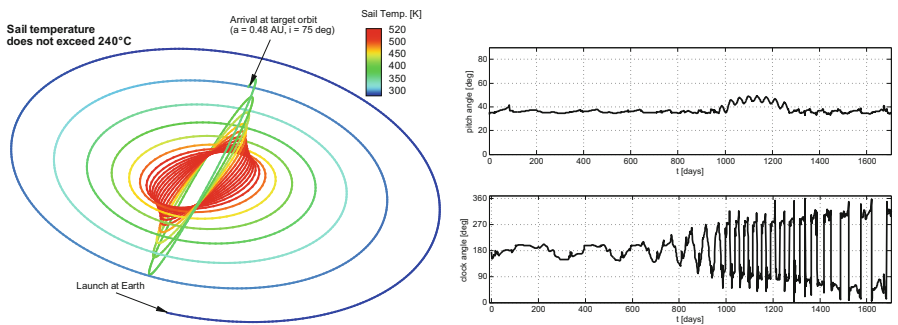 Sail temperature
does not exceed 240°C
Arrival at target orbit
(a = 0.48 AU, i = 75 deg)
Sail Temp. [K]
520
500
450
400
350
300
Launch at Earth
pitch angle [deg]
80
40
20
0
0 200 400 600 800 1000 1200 1400 1600
t [days]
clock angle [deg]
360
270
180
90
0
0 200 400 600 800 1000 1200 1400 1600
t [days]